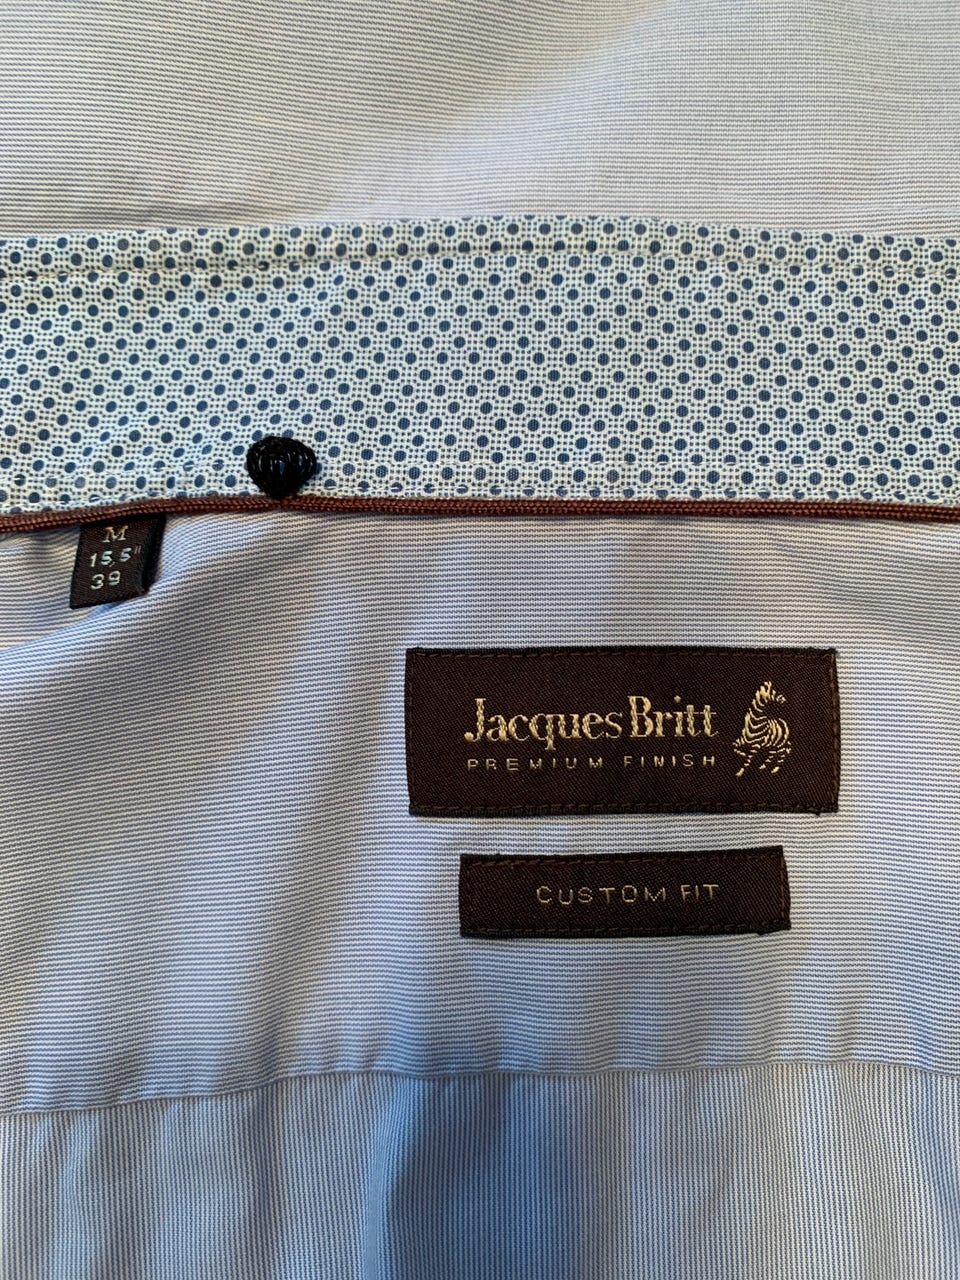 M
15,5"
39
Jacques Britt
PREMIUM FINISH
CUSTOM FIT